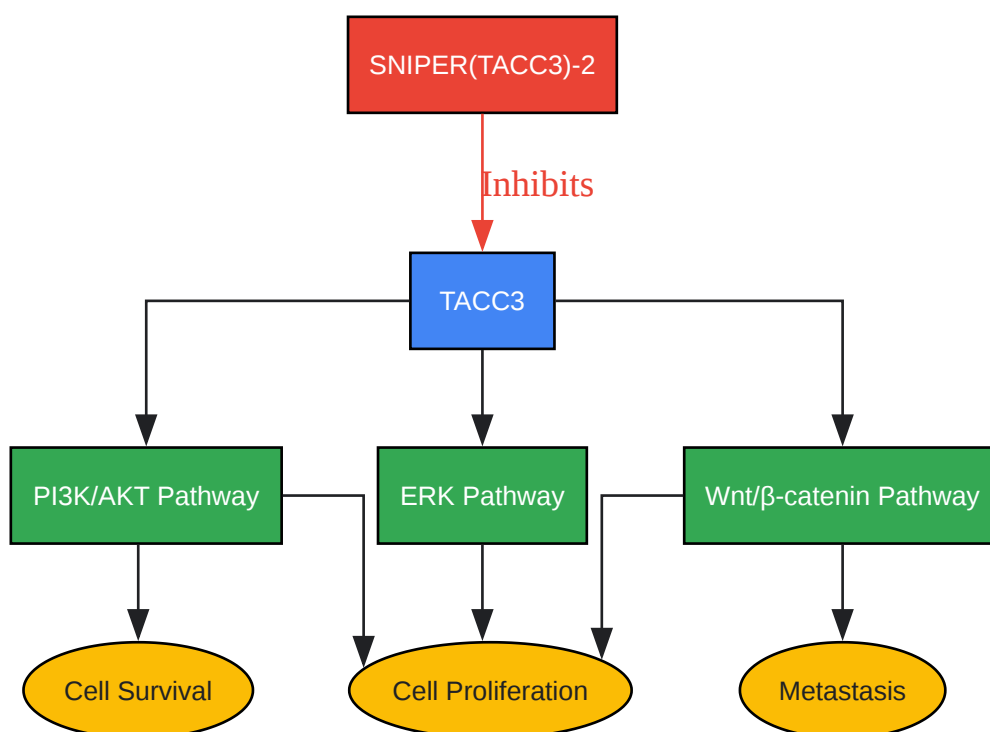 SNIPER(TACC3)-2
Inhibits
TACC3
PI3K/AKT Pathway
ERK Pathway
Wnt/β-catenin Pathway
Cell Survival
Cell Proliferation
Metastasis